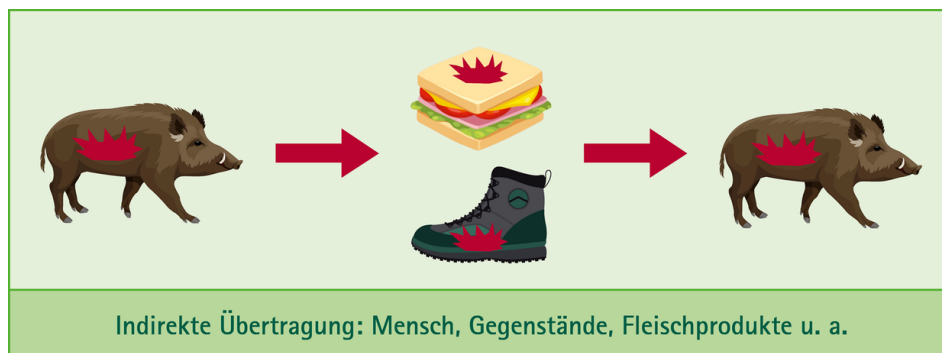 Indirekte Übertragung: Mensch, Gegenstände, Fleischprodukte u. a.